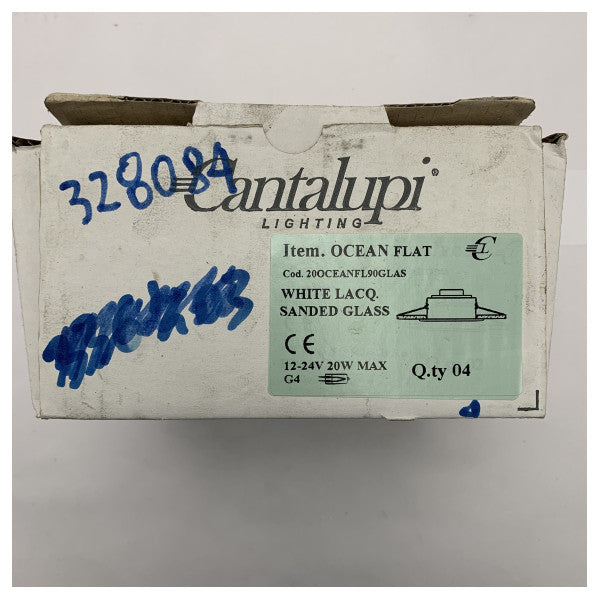 328084
Cantalupi®
LIGHTING
Item. OCEAN FLAT
Cod. 20OCEANFL90GLAS
WHITE LACQ.
SANDED GLASS
CE
12-24V 20W MAX
G4
Q.ty 04